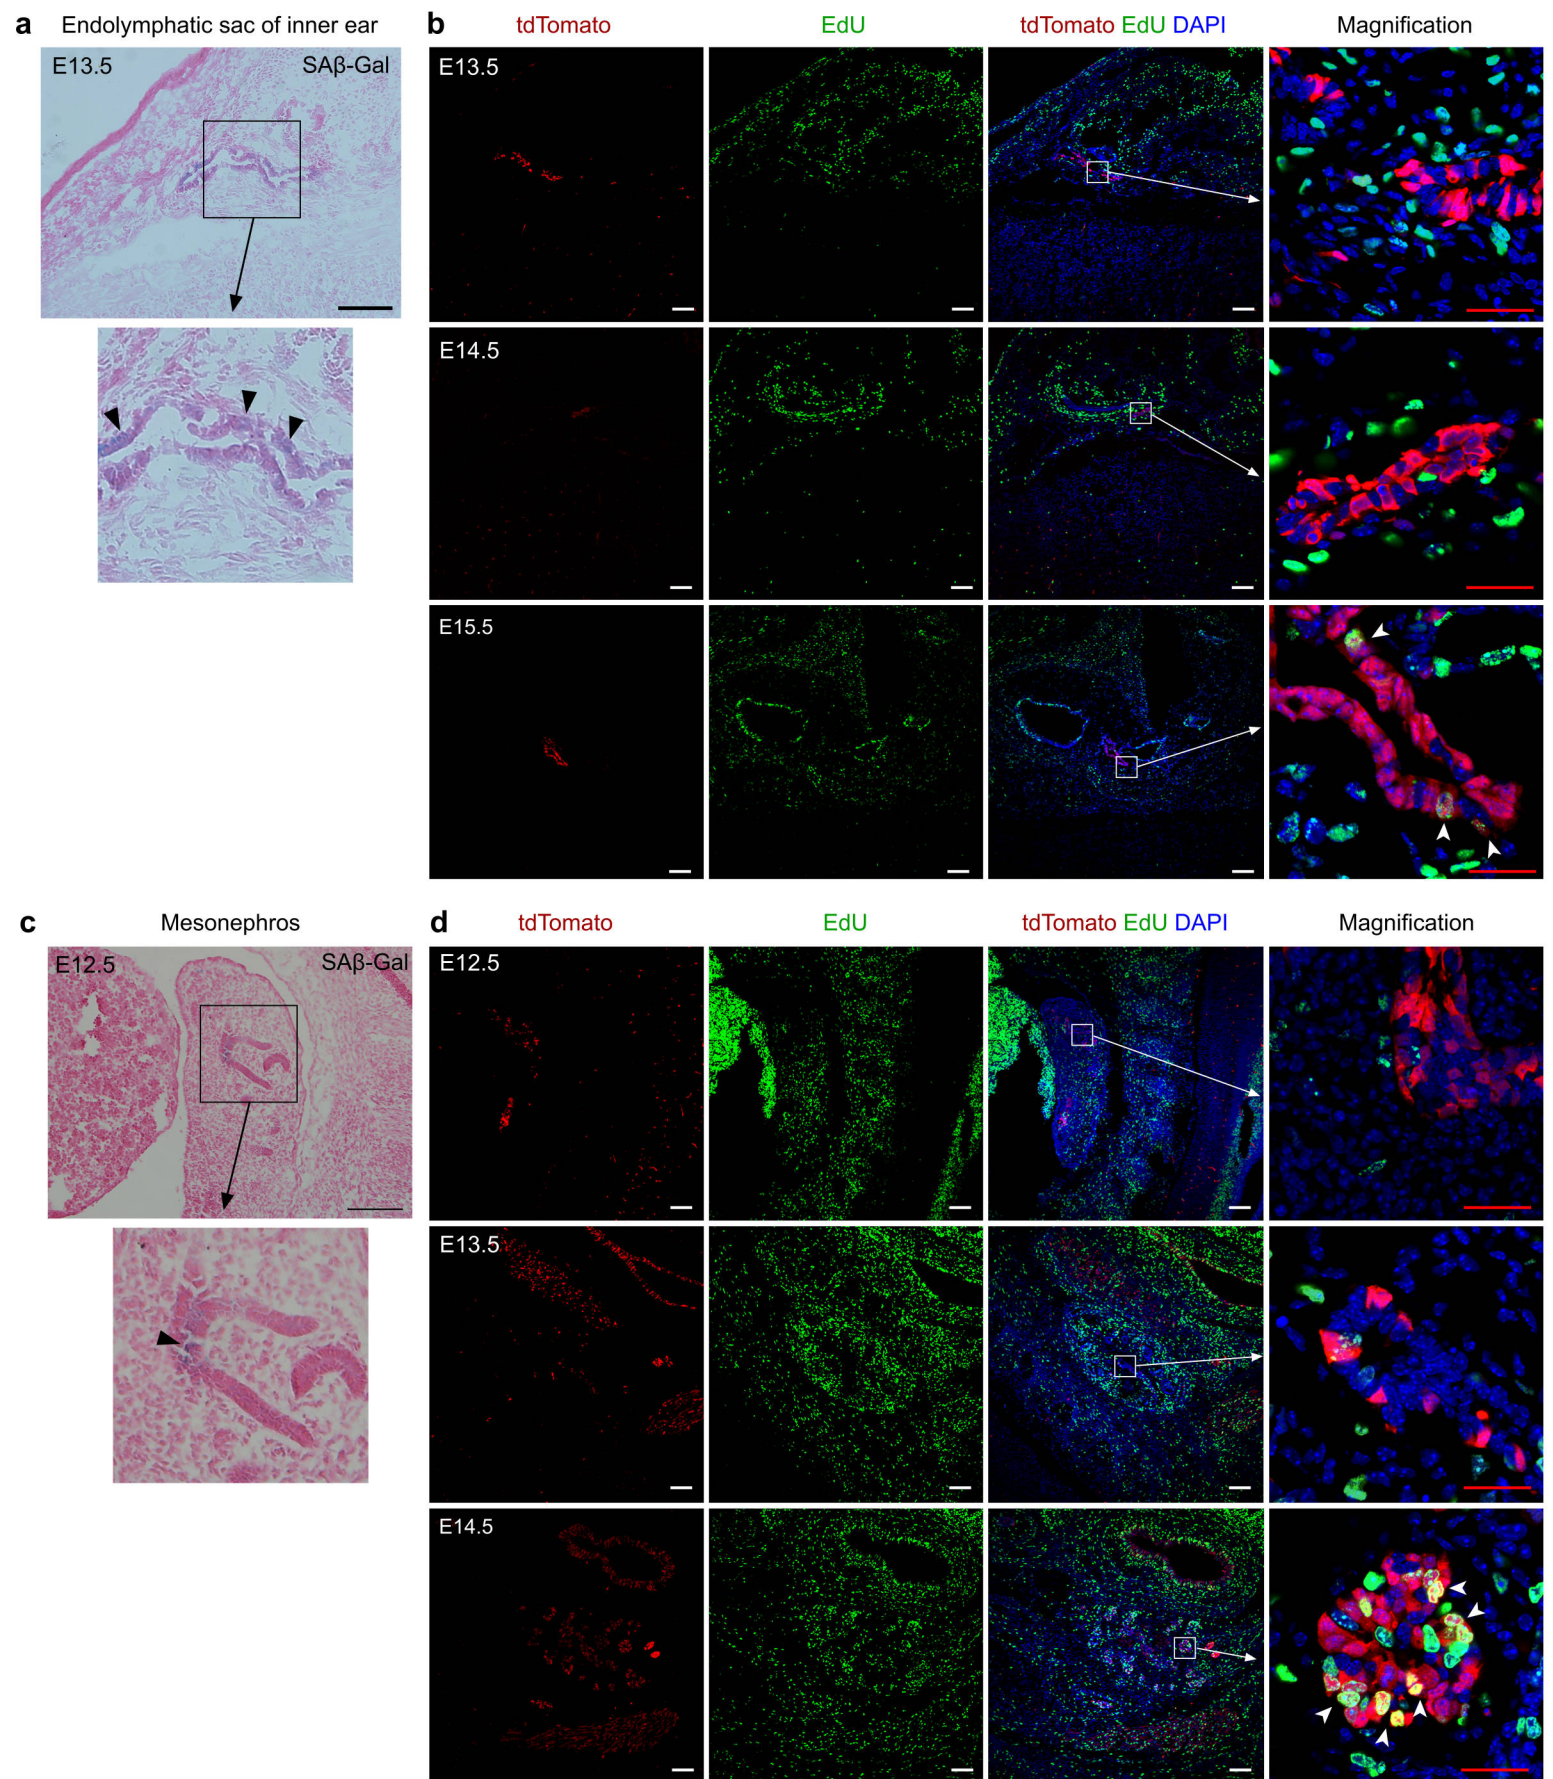 a Endolymphatic sac of inner ear
E13.5 SAβ-Gal
b tdTomato EdU tdTomato EdU DAPI Magnification
E13.5
E14.5
E15.5
c Mesonephros
E12.5 SAβ-Gal
d tdTomato EdU tdTomato EdU DAPI Magnification
E12.5
E13.5
E14.5